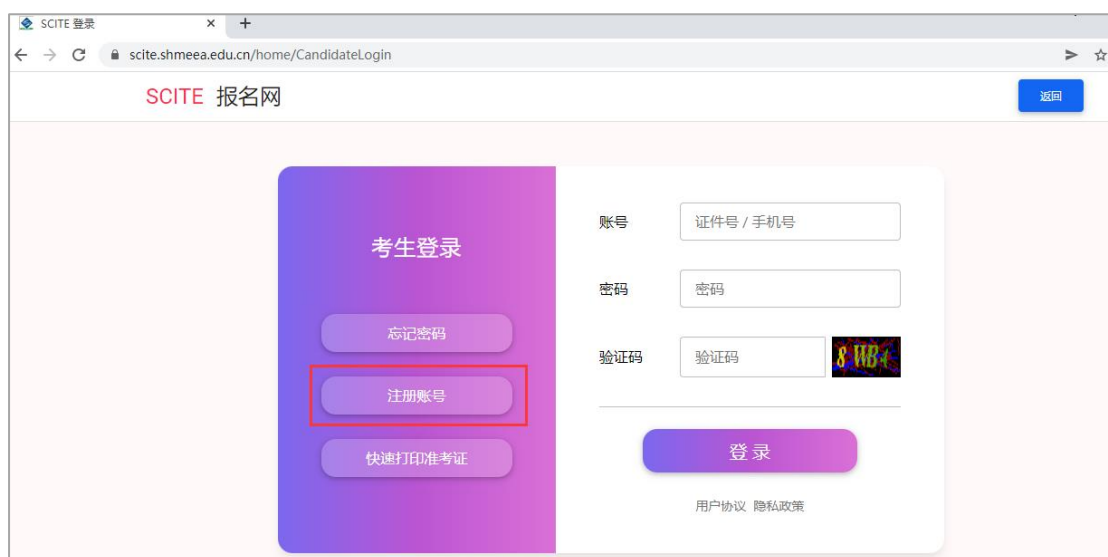 SCITE 登录
scite.shmeea.edu.cn/home/CandidateLogin
SCITE 报名网
返回
考生登录
忘记密码
注册账号
快速打印准考证
账号 证件号 / 手机号
密码 密码
验证码 验证码 8 WB4
登录
用户协议 隐私政策